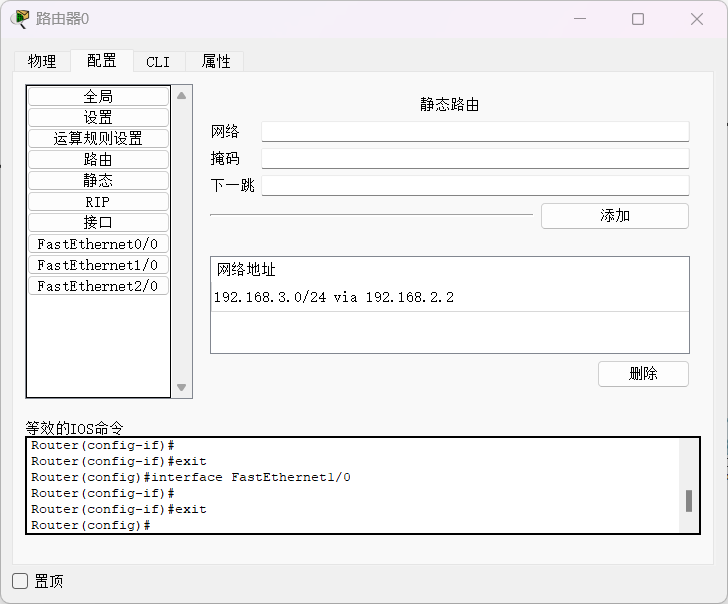 路由器0
物理 配置 CLI 属性
全局
设置
运算规则设置
路由
静态
RIP
接口
FastEthernet0/0
FastEthernet1/0
FastEthernet2/0
静态路由
网络
掩码
下一跳
添加
网络地址
192.168.3.0/24 via 192.168.2.2
删除
等效的IOS命令
Router(config-if)#
Router(config-if)#exit
Router(config)#interface FastEthernet1/0
Router(config-if)#
Router(config-if)#exit
Router(config)#
置顶